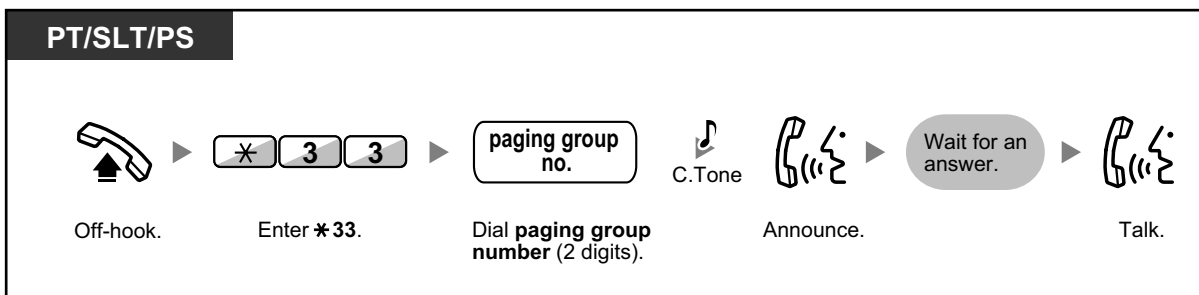 PT/SLT/PS
✱ 3 3
paging group
no.
C.Tone
Wait for an
answer.
Off-hook.
Enter ✱33.
Dial paging group
number (2 digits).
Announce.
Talk.